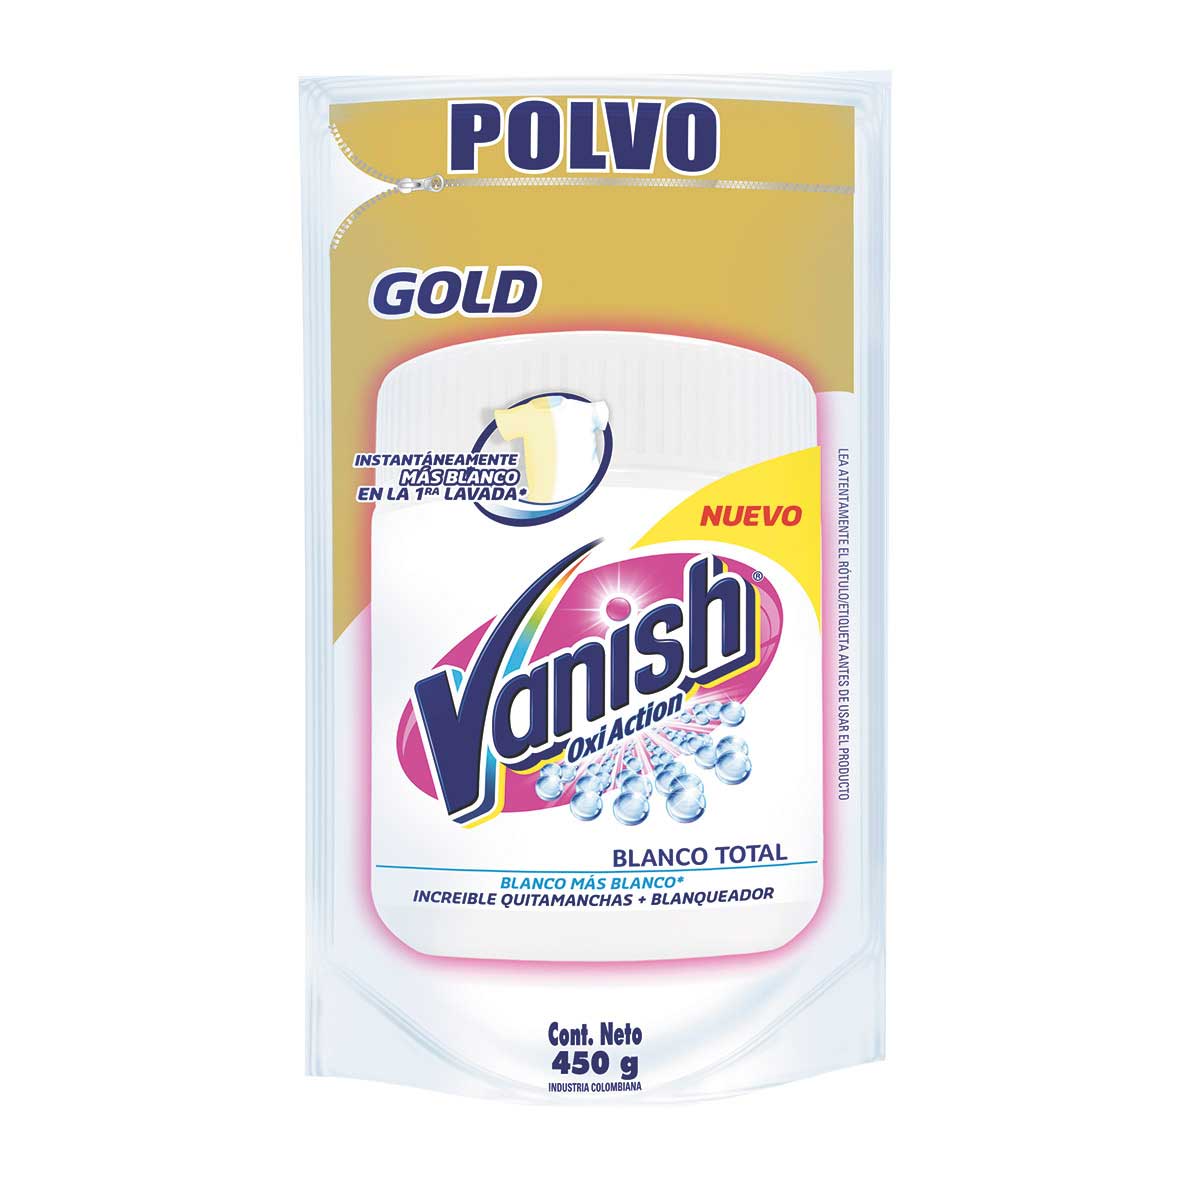 POLVO
GOLD
INSTANTÁNEAMENTE
MÁS BLANCO
EN LA 1RA LAVADA*
1
NUEVO
Vanish®
Oxi Action
BLANCO TOTAL
BLANCO MÁS BLANCO*
INCREIBLE QUITAMANCHAS + BLANQUEADOR
LEA ATENTAMENTE EL RÓTULO/ETIQUETA ANTES DE USAR EL PRODUCTO
Cont. Neto
450 g
INDUSTRIA COLOMBIANA